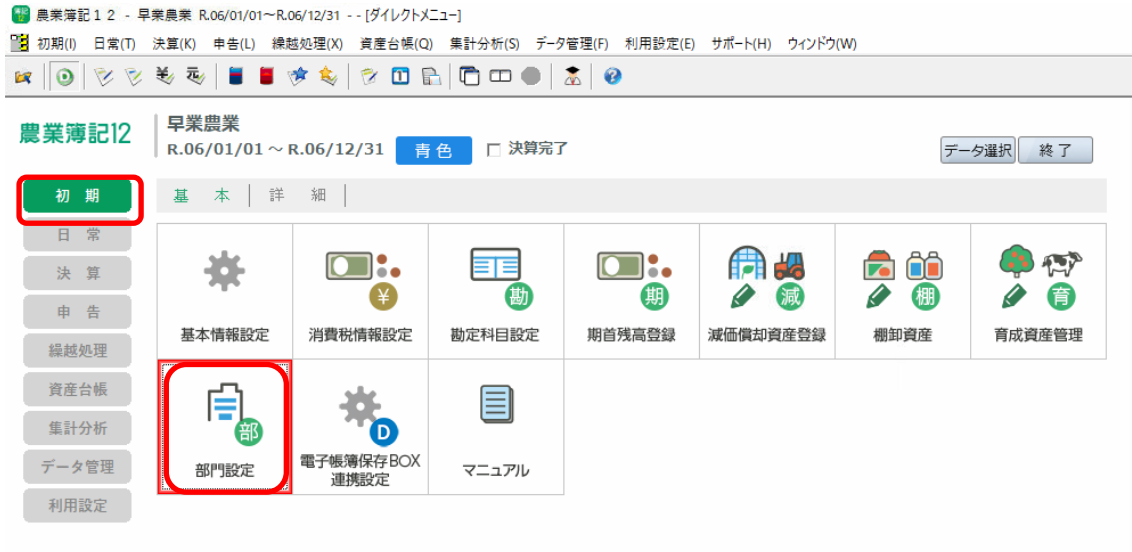 農業簿記１２ - 早業農業 R.06/01/01～R.06/12/31 - - [ダイレクトメニュー]
初期(I) 日常(T) 決算(K) 申告(L) 繰越処理(X) 資産台帳(Q) 集計分析(S) データ管理(F) 利用設定(E) サポート(H) ウィンドウ(W)
農業簿記12
早業農業
R.06/01/01 ～ R.06/12/31 青色 決算完了 データ選択 終了
初期 基本 詳細
日常
決算
申告
繰越処理
資産台帳
集計分析
データ管理
利用設定
¥ 勘 期 減 棚 育
基本情報設定 消費税情報設定 勘定科目設定 期首残高登録 減価償却資産登録 棚卸資産 育成資産管理
部 D
部門設定 電子帳簿保存BOX
連携設定 マニュアル